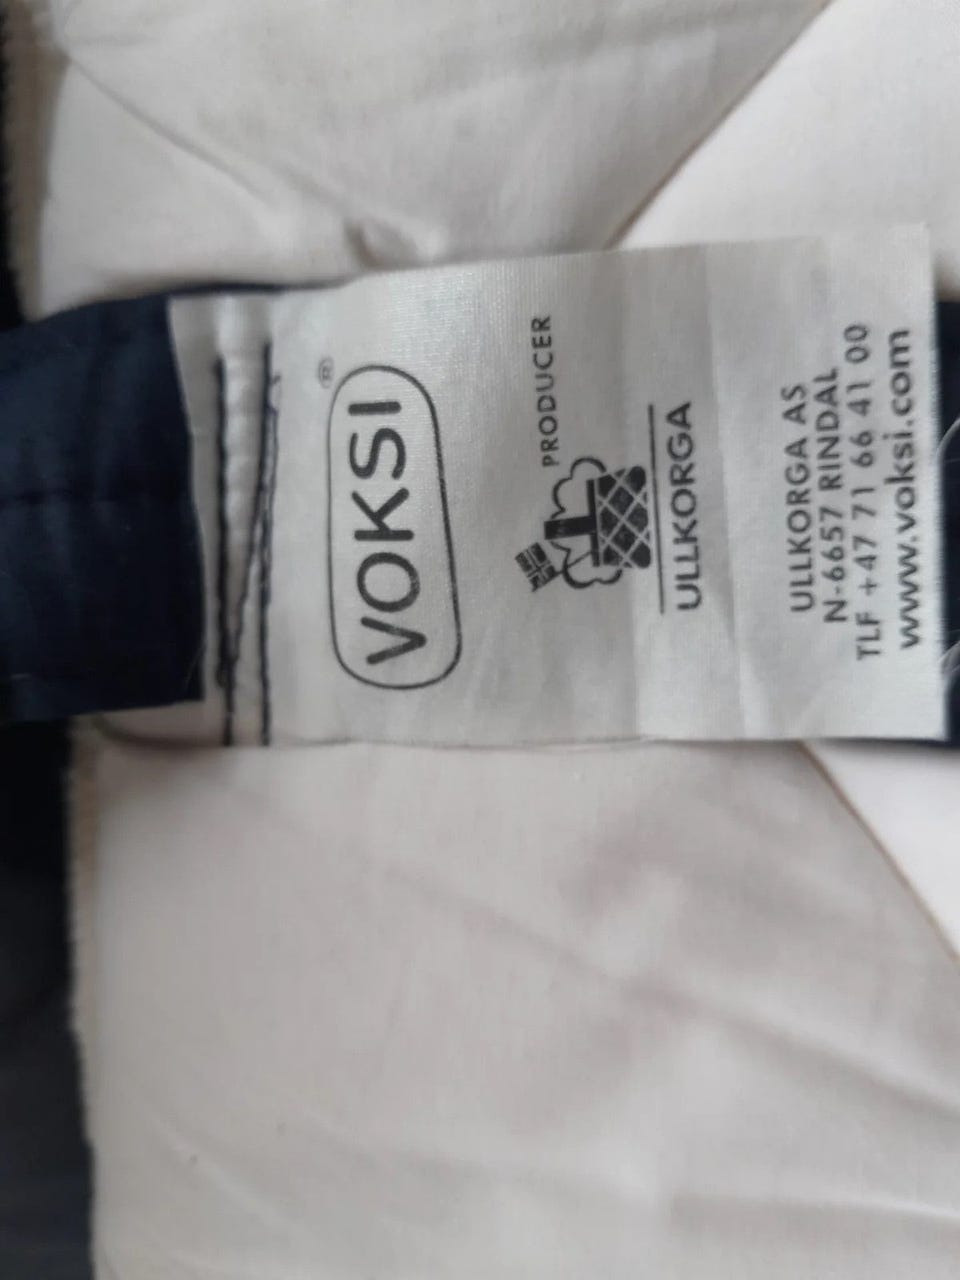 VOKSI ®
PRODUCER
ULLKORGA
ULLKORGA AS
N-6657 RINDAL
TLF +47 71 66 41 00
www.voksi.com